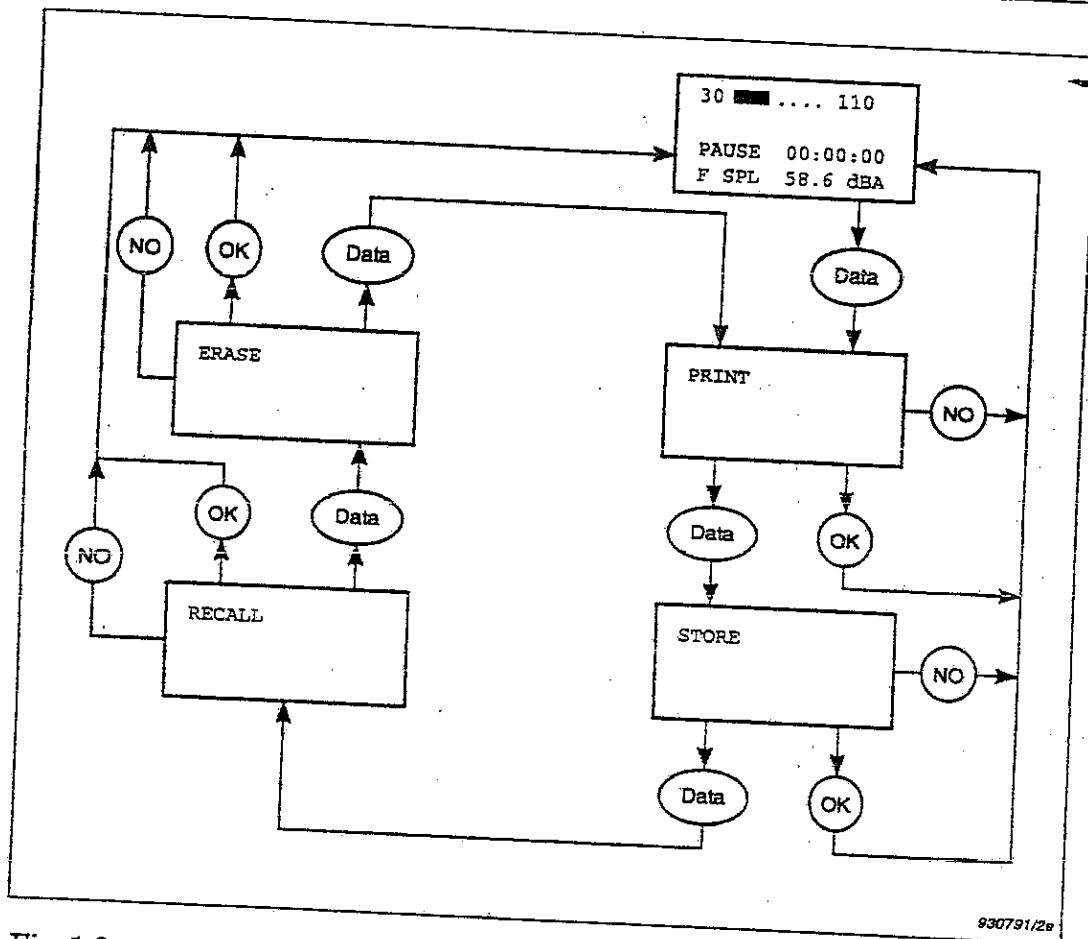 30 .... 110
PAUSE 00:00:00
F SPL 58.6 dBA
NO
OK
Data
Data
ERASE
PRINT
NO
OK
Data
Data
OK
NO
RECALL
STORE
NO
Data
OK
930791/2e